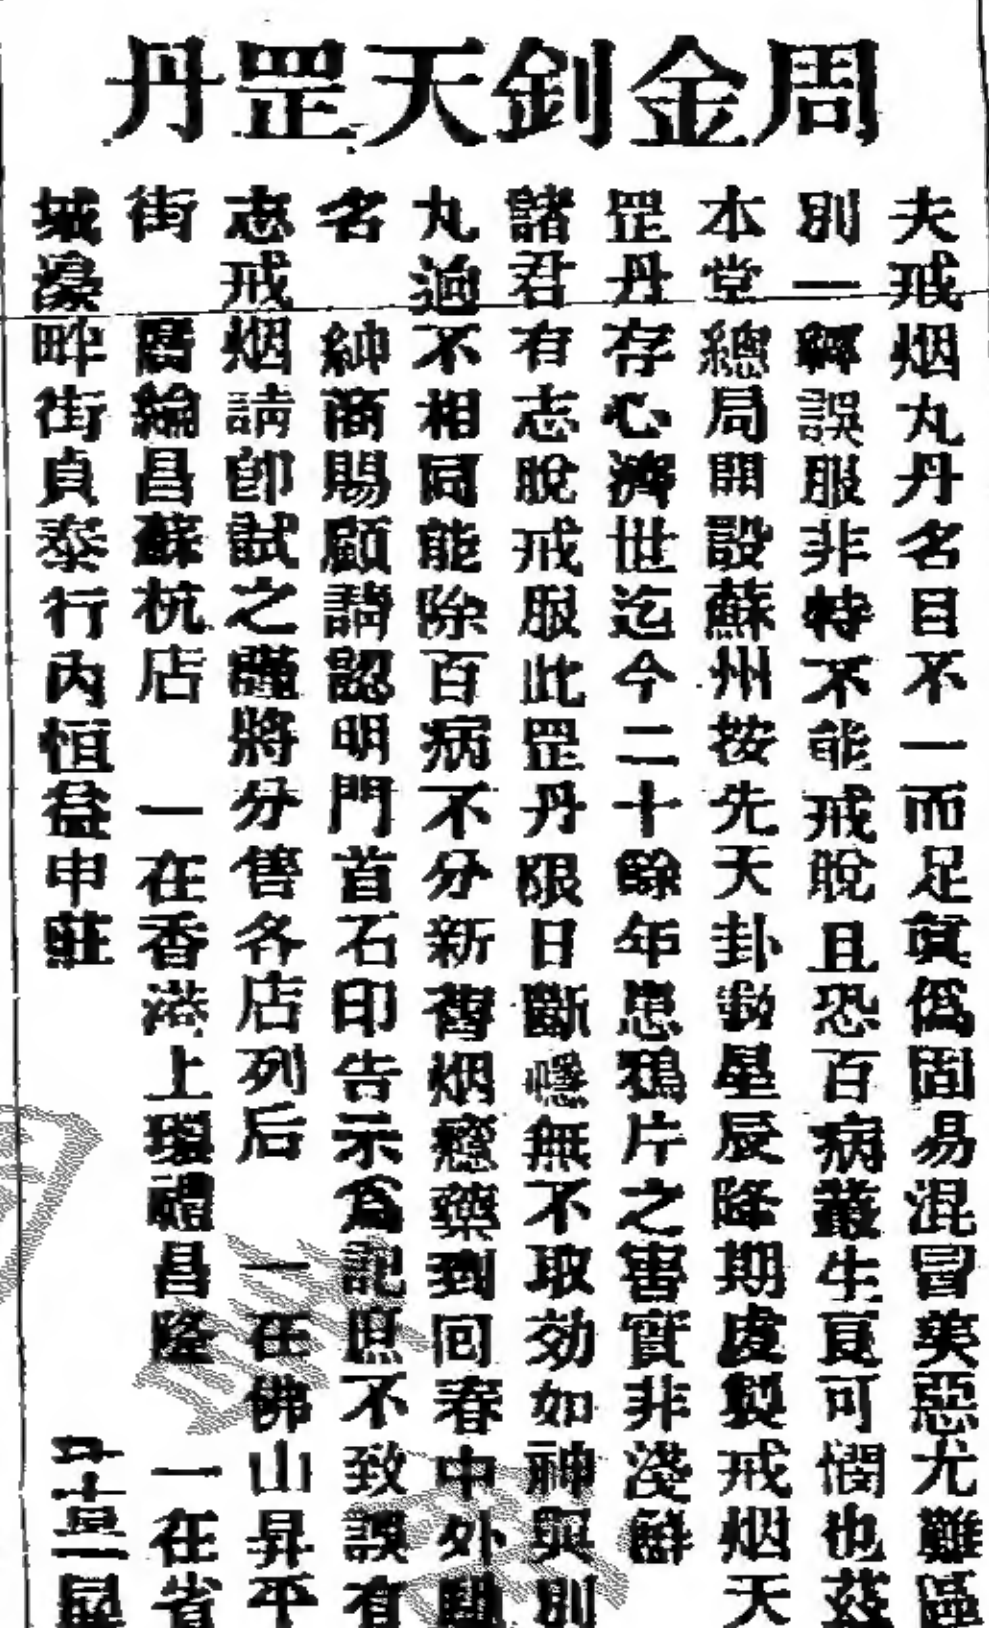 周金釗天罡丹
夫戒烟丸丹名目不一而足眞僞固易混冒美惡尤難區
別一經誤服非特不能戒脫且恐百病叢生真可憫也茲
本堂總局開設蘇州按先天卦數星辰降期虔製戒烟天
罡丹存心濟世迄今二十餘年患鴉片之害實非淺鮮
諸君有志脫戒服此罡丹限日斷癮無不取効如神與別
丸逈不相同能除百病不分新舊烟癮藥到回春中外馳
名 紳商賜顧請認明門首石印告示爲記庶不致誤有
志戒烟請卽試之謹將分售各店列后 一在佛山昇平
街 綸昌蘇杭店 一在香港上環禮昌隆 一在省
城濠畔街貞泰行內恒益申莊